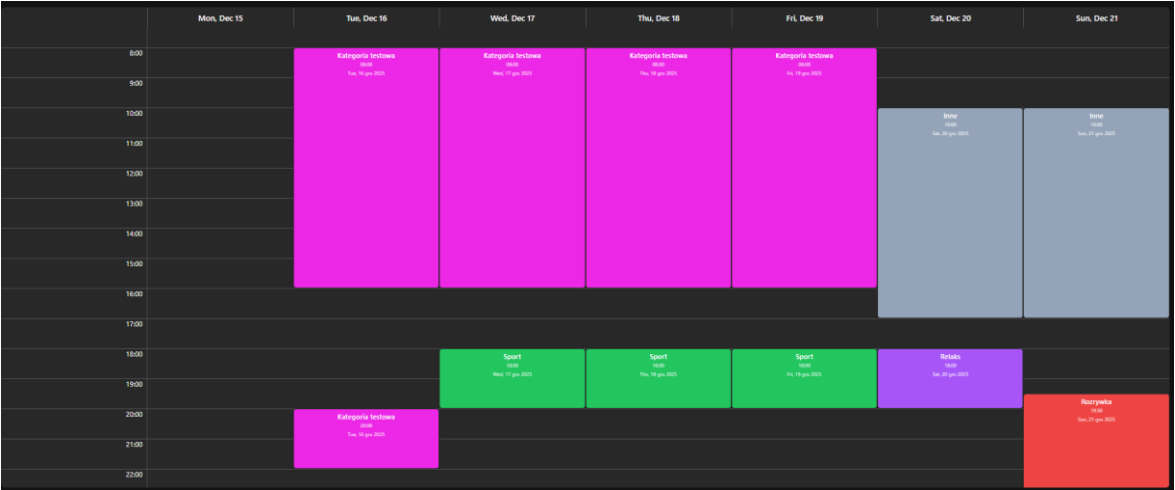 Mon, Dec 15
Tue, Dec 16
Wed, Dec 17
Thu, Dec 18
Fri, Dec 19
Sat, Dec 20
Sun, Dec 21
8:00
Kategoria testowa
08:00
Tue, 16 gru 2025
Kategoria testowa
08:00
Wed, 17 gru 2025
Kategoria testowa
08:00
Thu, 18 gru 2025
Kategoria testowa
08:00
Fri, 19 gru 2025
9:00
10:00
Inne
10:00
Sat, 20 gru 2025
Inne
10:00
Sun, 21 gru 2025
11:00
12:00
13:00
14:00
15:00
16:00
17:00
18:00
Sport
18:00
Wed, 17 gru 2025
Sport
18:00
Thu, 18 gru 2025
Sport
18:00
Fri, 19 gru 2025
Relaks
18:00
Sat, 20 gru 2025
19:00
Rozrywka
Sun, 21 gru 2025
20:00
Kategoria testowa
20:00
Tue, 16 gru 2025
21:00
22:00